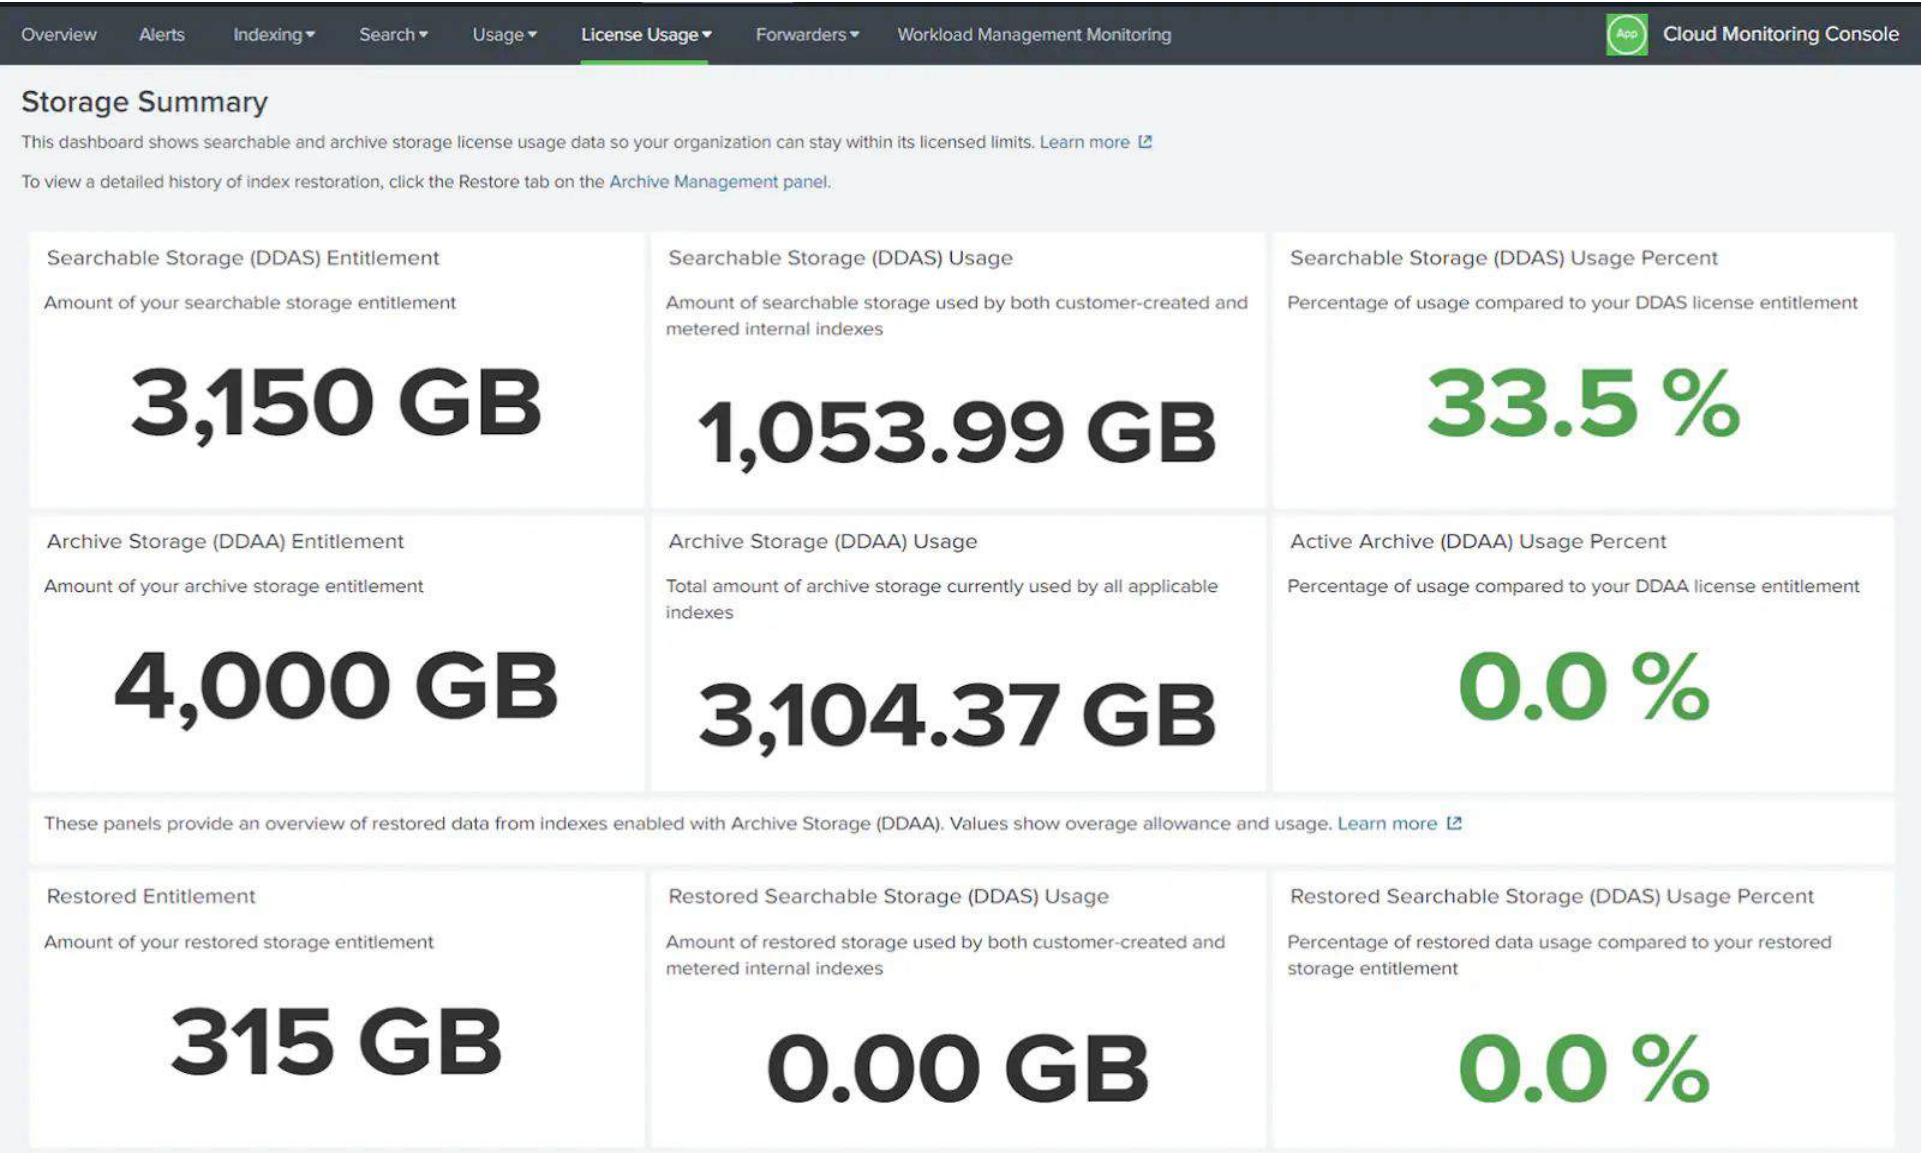 Overview Alerts Indexing Search Usage License Usage Forwarders Workload Management Monitoring App Cloud Monitoring Console
Storage Summary
This dashboard shows searchable and archive storage license usage data so your organization can stay within its licensed limits. Learn more
To view a detailed history of index restoration, click the Restore tab on the Archive Management panel.
Searchable Storage (DDAS) Entitlement
Amount of your searchable storage entitlement
3,150 GB
Searchable Storage (DDAS) Usage
Amount of searchable storage used by both customer-created and
metered internal indexes
1,053.99 GB
Searchable Storage (DDAS) Usage Percent
Percentage of usage compared to your DDAS license entitlement
33.5 %
Archive Storage (DDAA) Entitlement
Amount of your archive storage entitlement
4,000 GB
Archive Storage (DDAA) Usage
Total amount of archive storage currently used by all applicable
indexes
3,104.37 GB
Active Archive (DDAA) Usage Percent
Percentage of usage compared to your DDAA license entitlement
0.0 %
These panels provide an overview of restored data from indexes enabled with Archive Storage (DDAA). Values show overage allowance and usage. Learn more
Restored Entitlement
Amount of your restored storage entitlement
315 GB
Restored Searchable Storage (DDAS) Usage
Amount of restored storage used by both customer-created and
metered internal indexes
0.00 GB
Restored Searchable Storage (DDAS) Usage Percent
Percentage of restored data usage compared to your restored
storage entitlement
0.0 %